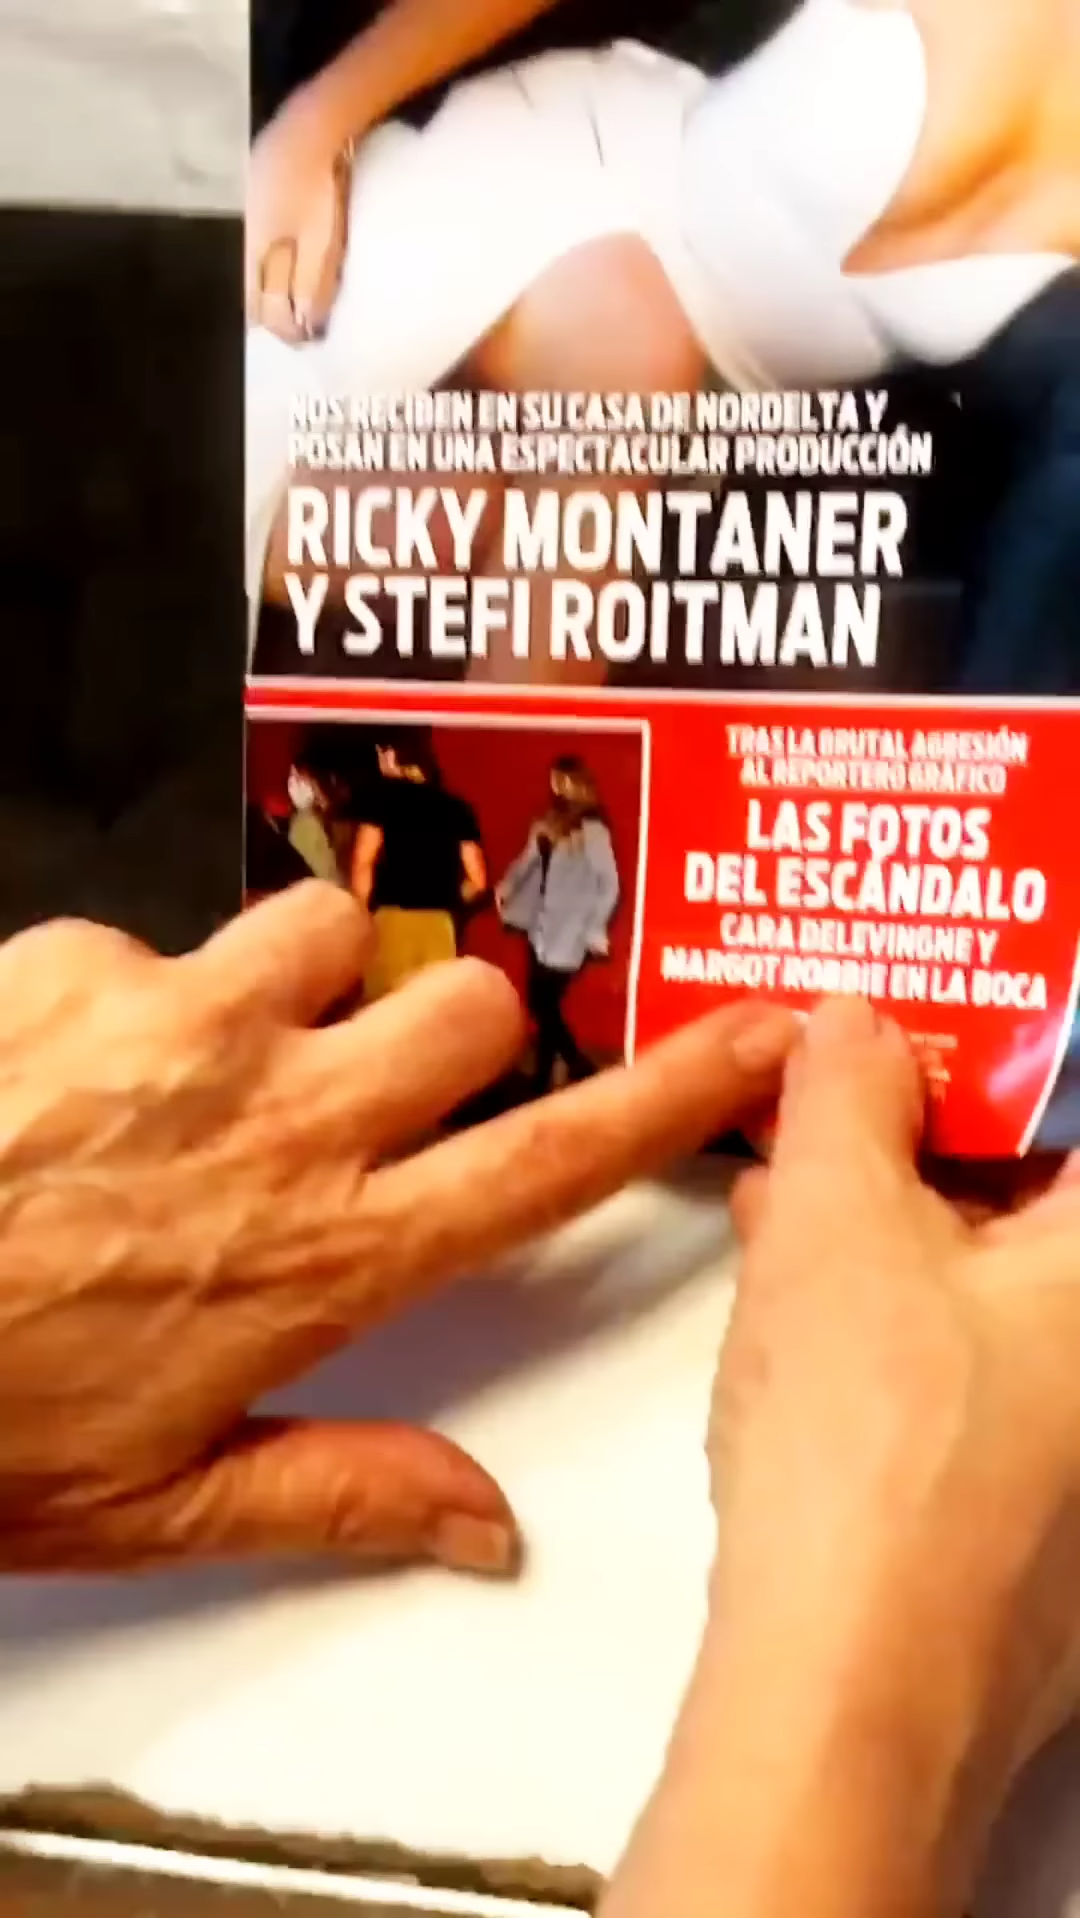 NOS RECIBEN EN SU CASA DE NORDELTA Y
POSAN EN UNA ESPECTACULAR PRODUCCIÓN
RICKY MONTANER
Y STEFI ROITMAN
TRAS LA BRUTAL AGRESIÓN
AL REPORTERO GRÁFICO
LAS FOTOS
DEL ESCÁNDALO
CARA DELEVINGNE Y
MARGOT ROBBIE EN LA BOCA